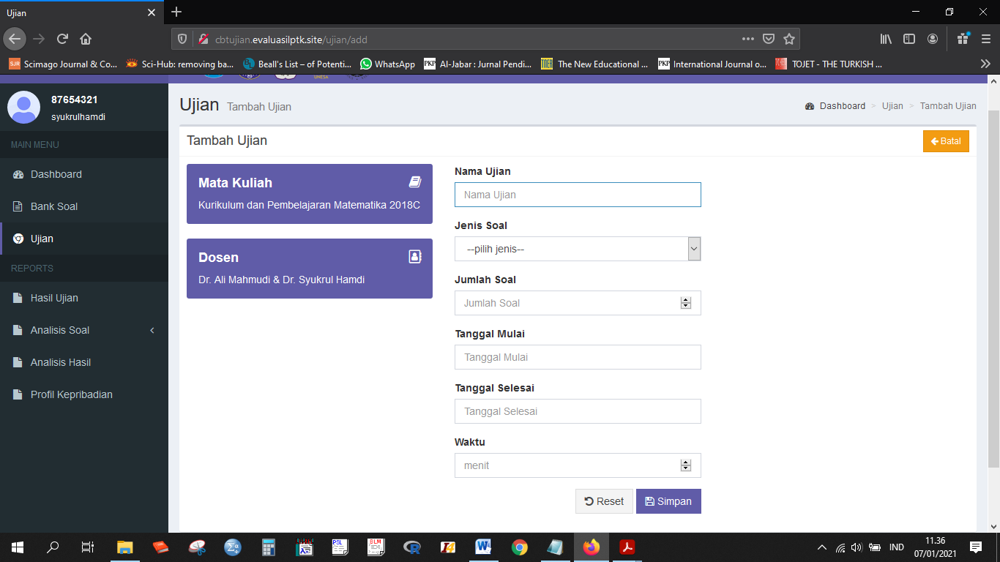 Ujian
cbtujian.evaluasilptk.site/ujian/add
Scimago Journal & Co...
Sci-Hub: removing ba...
Beall's List – of Potenti...
WhatsApp
Al-Jabar : Jurnal Pendi...
The New Educational ...
International Journal o...
TOJET - THE TURKISH ...
87654321
syukrulhamdi
MAIN MENU
Dashboard
Bank Soal
Ujian
REPORTS
Hasil Ujian
Analisis Soal
Analisis Hasil
Profil Kepribadian
Ujian Tambah Ujian
Dashboard > Ujian > Tambah Ujian
Tambah Ujian
Batal
Mata Kuliah
Kurikulum dan Pembelajaran Matematika 2018C
Dosen
Dr. Ali Mahmudi & Dr. Syukrul Hamdi
Nama Ujian
Nama Ujian
Jenis Soal
--pilih jenis--
Jumlah Soal
Jumlah Soal
Tanggal Mulai
Tanggal Mulai
Tanggal Selesai
Tanggal Selesai
Waktu
menit
Reset
Simpan
IND
11.36
07/01/2021